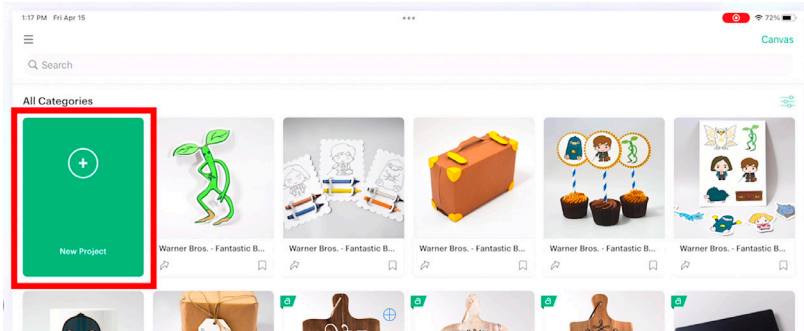 1:17 PM Fri Apr 15
72%
Canvas
Search
All Categories
New Project
Warner Bros. - Fantastic B...
Warner Bros. - Fantastic B...
Warner Bros. - Fantastic B...
Warner Bros. - Fantastic B...
Warner Bros. - Fantastic B...
a
a
a
a